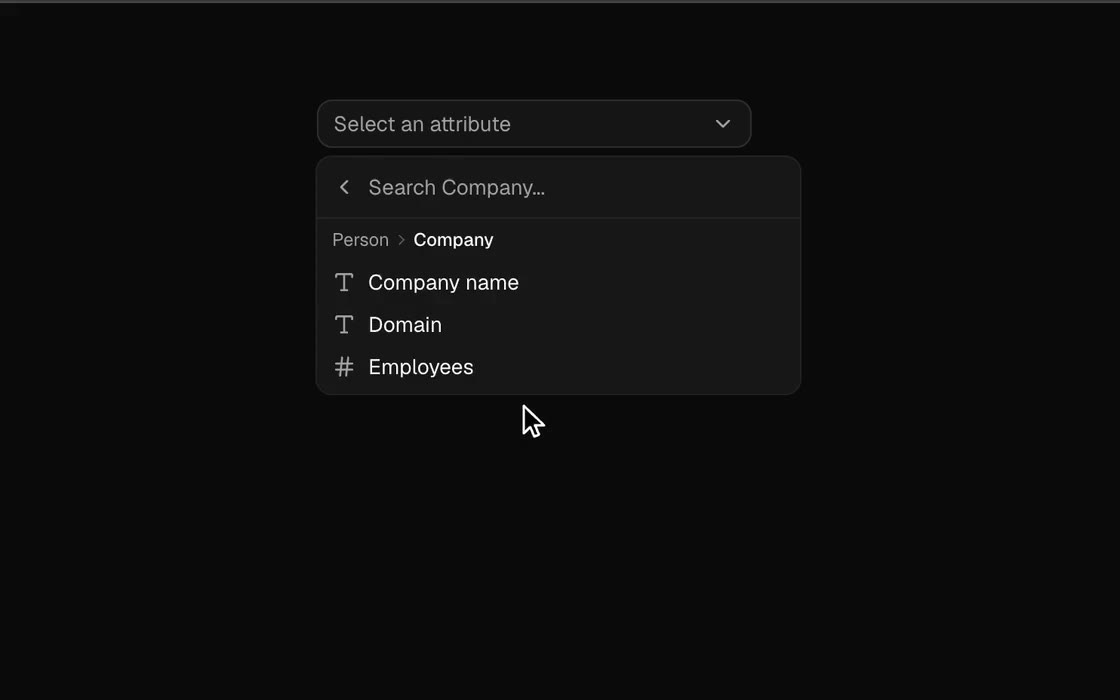 Select an attribute
Search Company...
Person > Company
Company name
Domain
# Employees